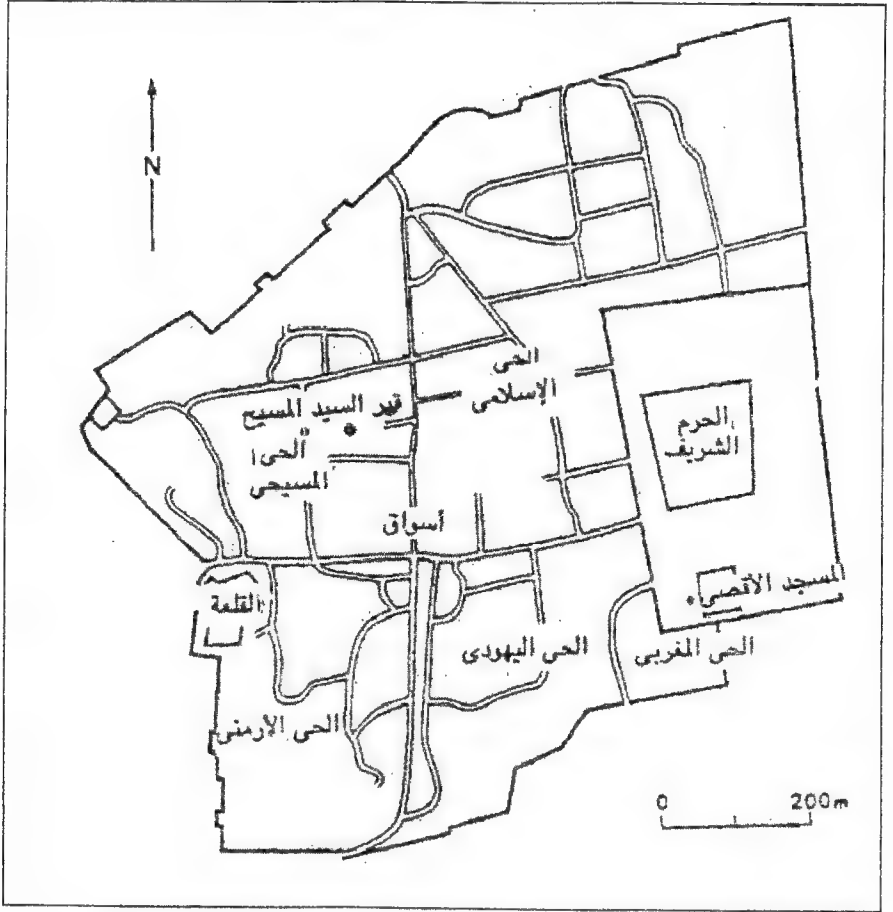 N
الحى
الإسلامى
قبر السيد المسيح
الحى
المسيحى
الحرم
الشريف
أسواق
المسجد الأقصى
القلعة
الحى اليهودى
الحى المغربى
الحى الأرمنى
0 200m